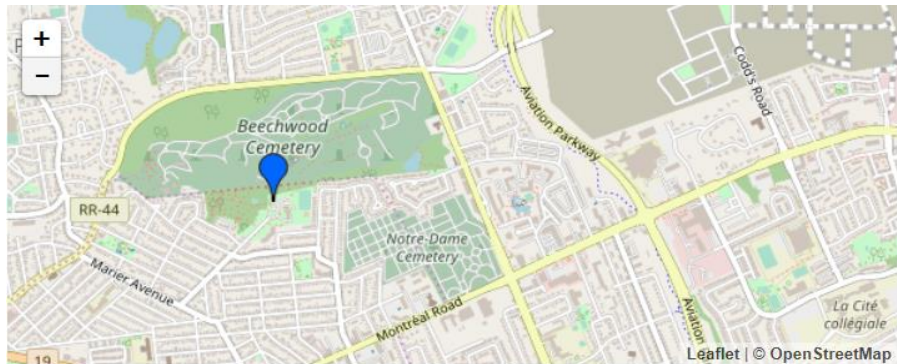 +
−
Beechwood
Cemetery
RR-44
Marier Avenue
Notre-Dame
Cemetery
Montréal Road
Aviation Parkway
Codd's Road
Aviation
La Cité
collégiale
19
Leaflet | © OpenStreetMap